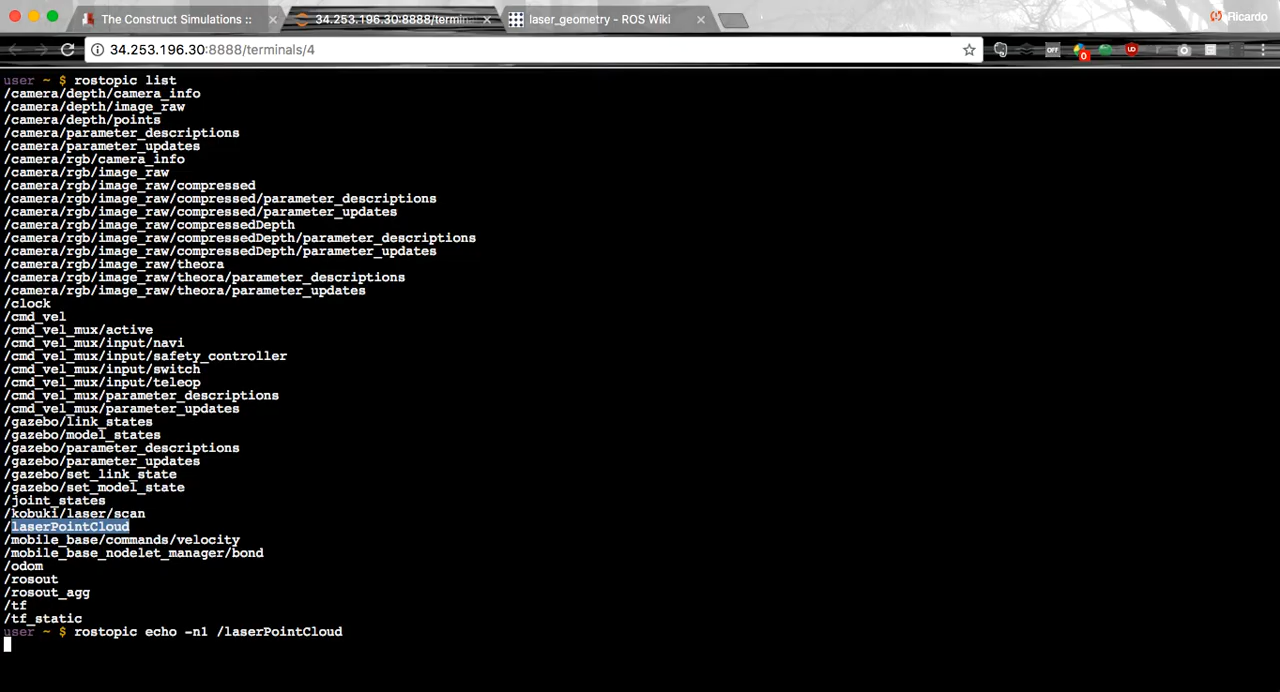 The Construct Simulations ::
34.253.196.30:8888/termin
laser_geometry - ROS Wiki
Ricardo
34.253.196.30:8888/terminals/4
OFF
UD
0
user ~ $ rostopic list
/camera/depth/camera_info
/camera/depth/image_raw
/camera/depth/points
/camera/parameter_descriptions
/camera/parameter_updates
/camera/rgb/camera_info
/camera/rgb/image_raw
/camera/rgb/image_raw/compressed
/camera/rgb/image_raw/compressed/parameter_descriptions
/camera/rgb/image_raw/compressed/parameter_updates
/camera/rgb/image_raw/compressedDepth
/camera/rgb/image_raw/compressedDepth/parameter_descriptions
/camera/rgb/image_raw/compressedDepth/parameter_updates
/camera/rgb/image_raw/theora
/camera/rgb/image_raw/theora/parameter_descriptions
/camera/rgb/image_raw/theora/parameter_updates
/clock
/cmd_vel
/cmd_vel_mux/active
/cmd_vel_mux/input/navi
/cmd_vel_mux/input/safety_controller
/cmd_vel_mux/input/switch
/cmd_vel_mux/input/teleop
/cmd_vel_mux/parameter_descriptions
/cmd_vel_mux/parameter_updates
/gazebo/link_states
/gazebo/model_states
/gazebo/parameter_descriptions
/gazebo/parameter_updates
/gazebo/set_link_state
/gazebo/set_model_state
/joint_states
/kobuki/laser/scan
/laserPointCloud
/mobile_base/commands/velocity
/mobile_base_nodelet_manager/bond
/odom
/rosout
/rosout_agg
/tf
/tf_static
user ~ $ rostopic echo -n1 /laserPointCloud